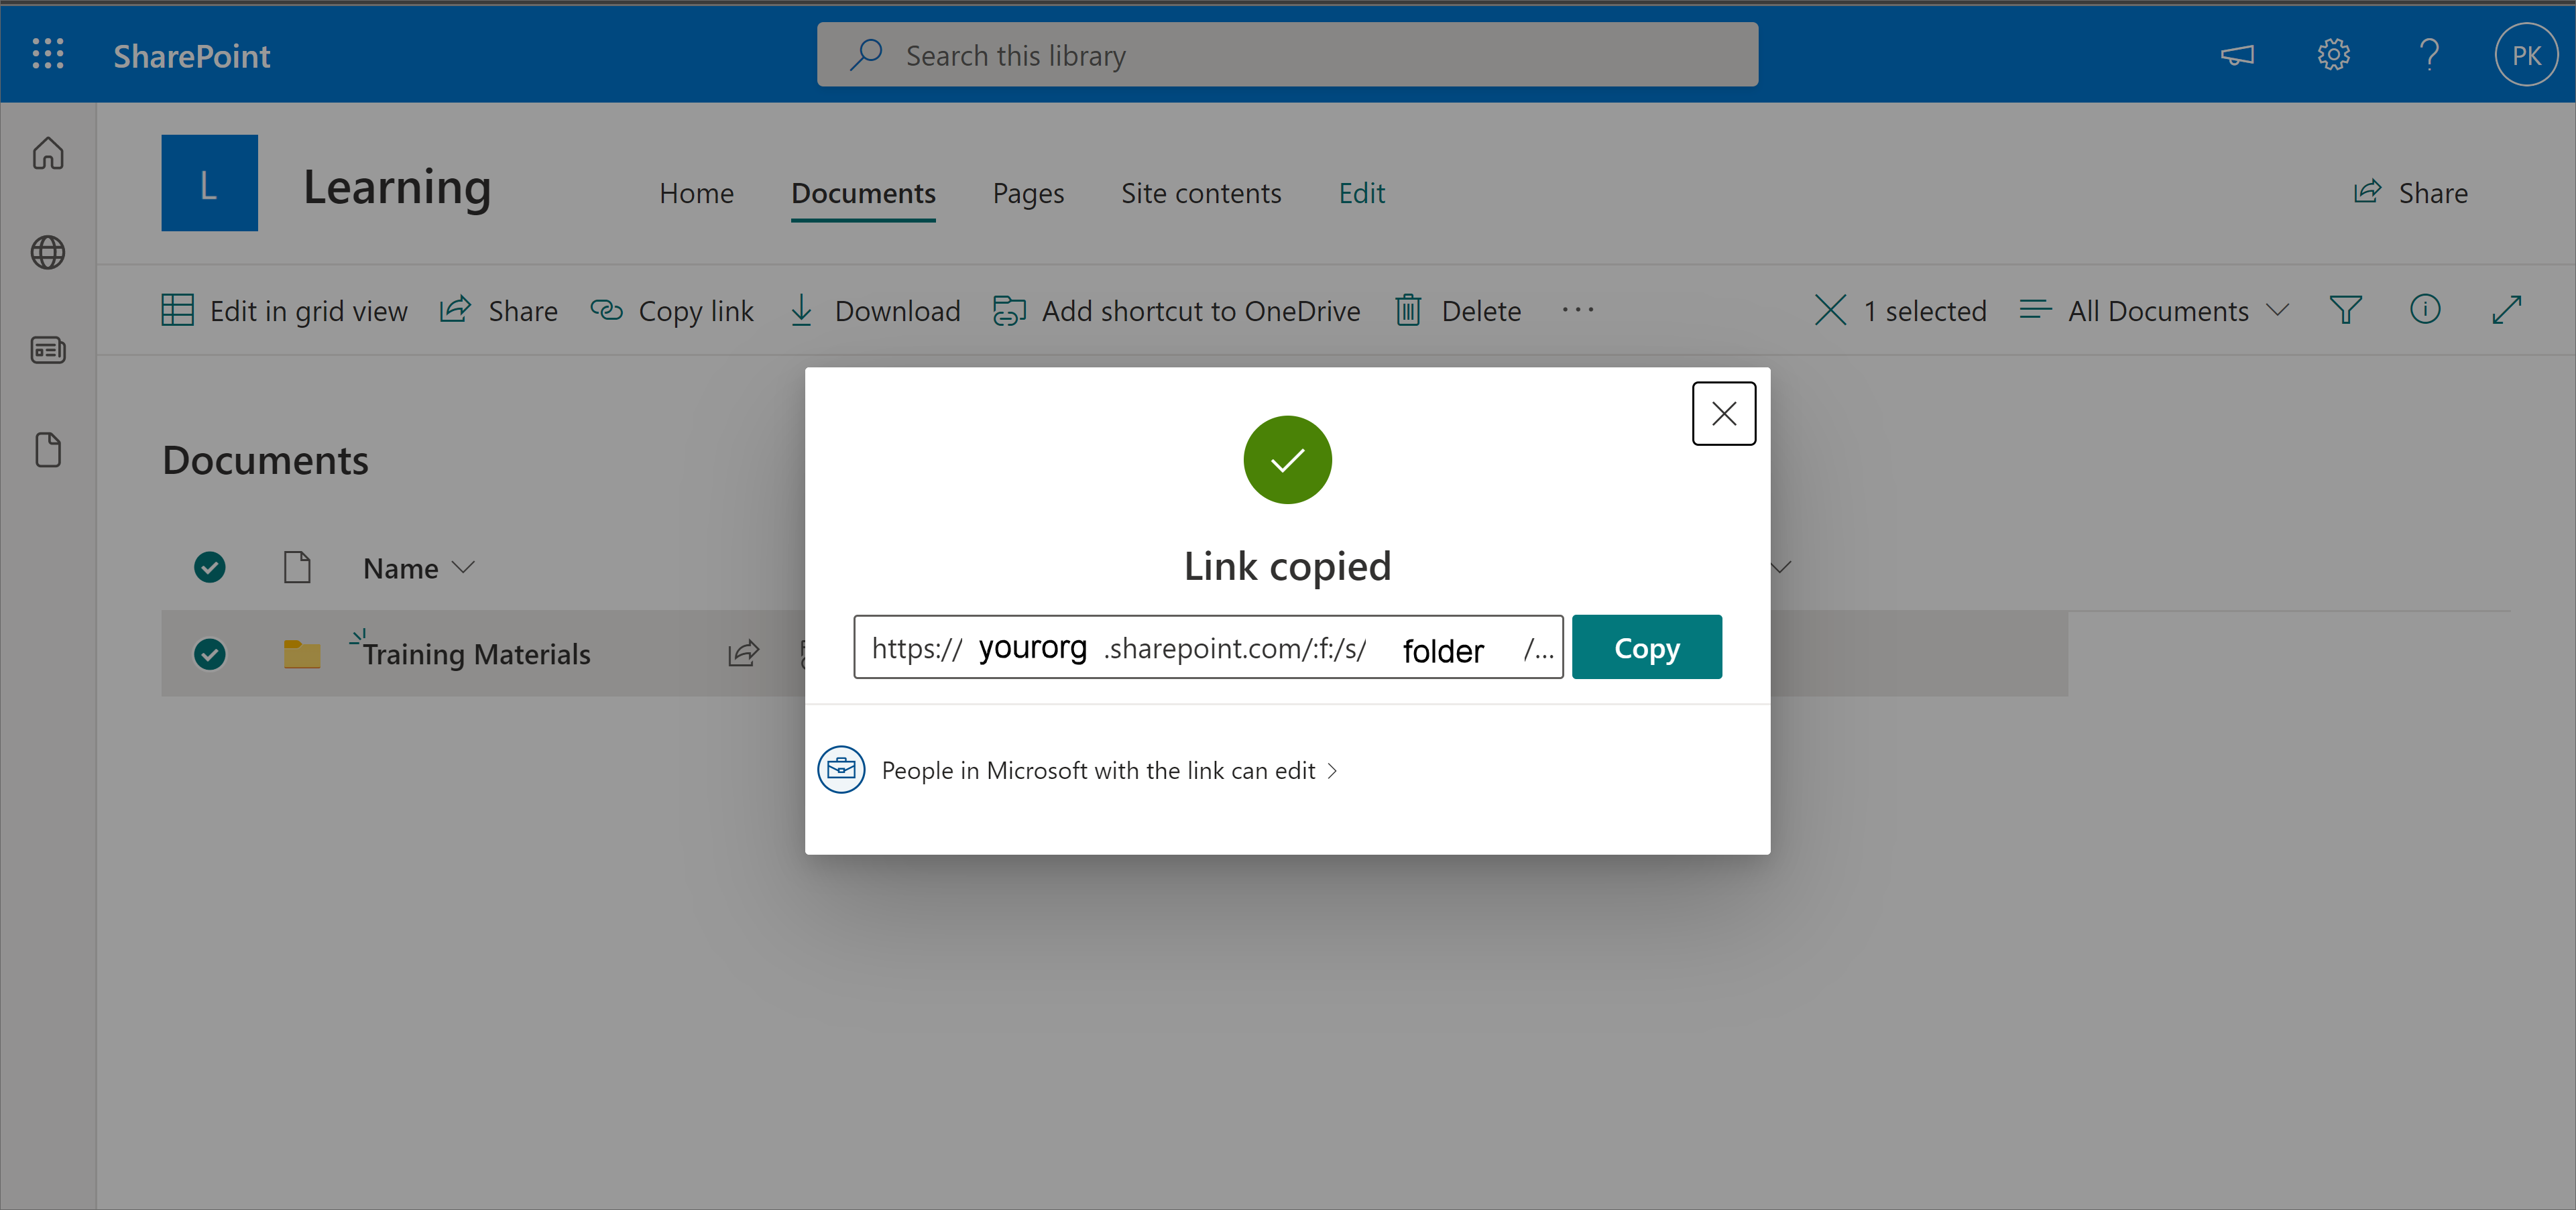 SharePoint
Search this library
PK
L
Learning
Home
Documents
Pages
Site contents
Edit
Share
Edit in grid view
Share
Copy link
Download
Add shortcut to OneDrive
Delete
...
1 selected
All Documents
Documents
Name
Training Materials
Link copied
https:// yourorg .sharepoint.com/:f:/s/ folder /...
Copy
People in Microsoft with the link can edit